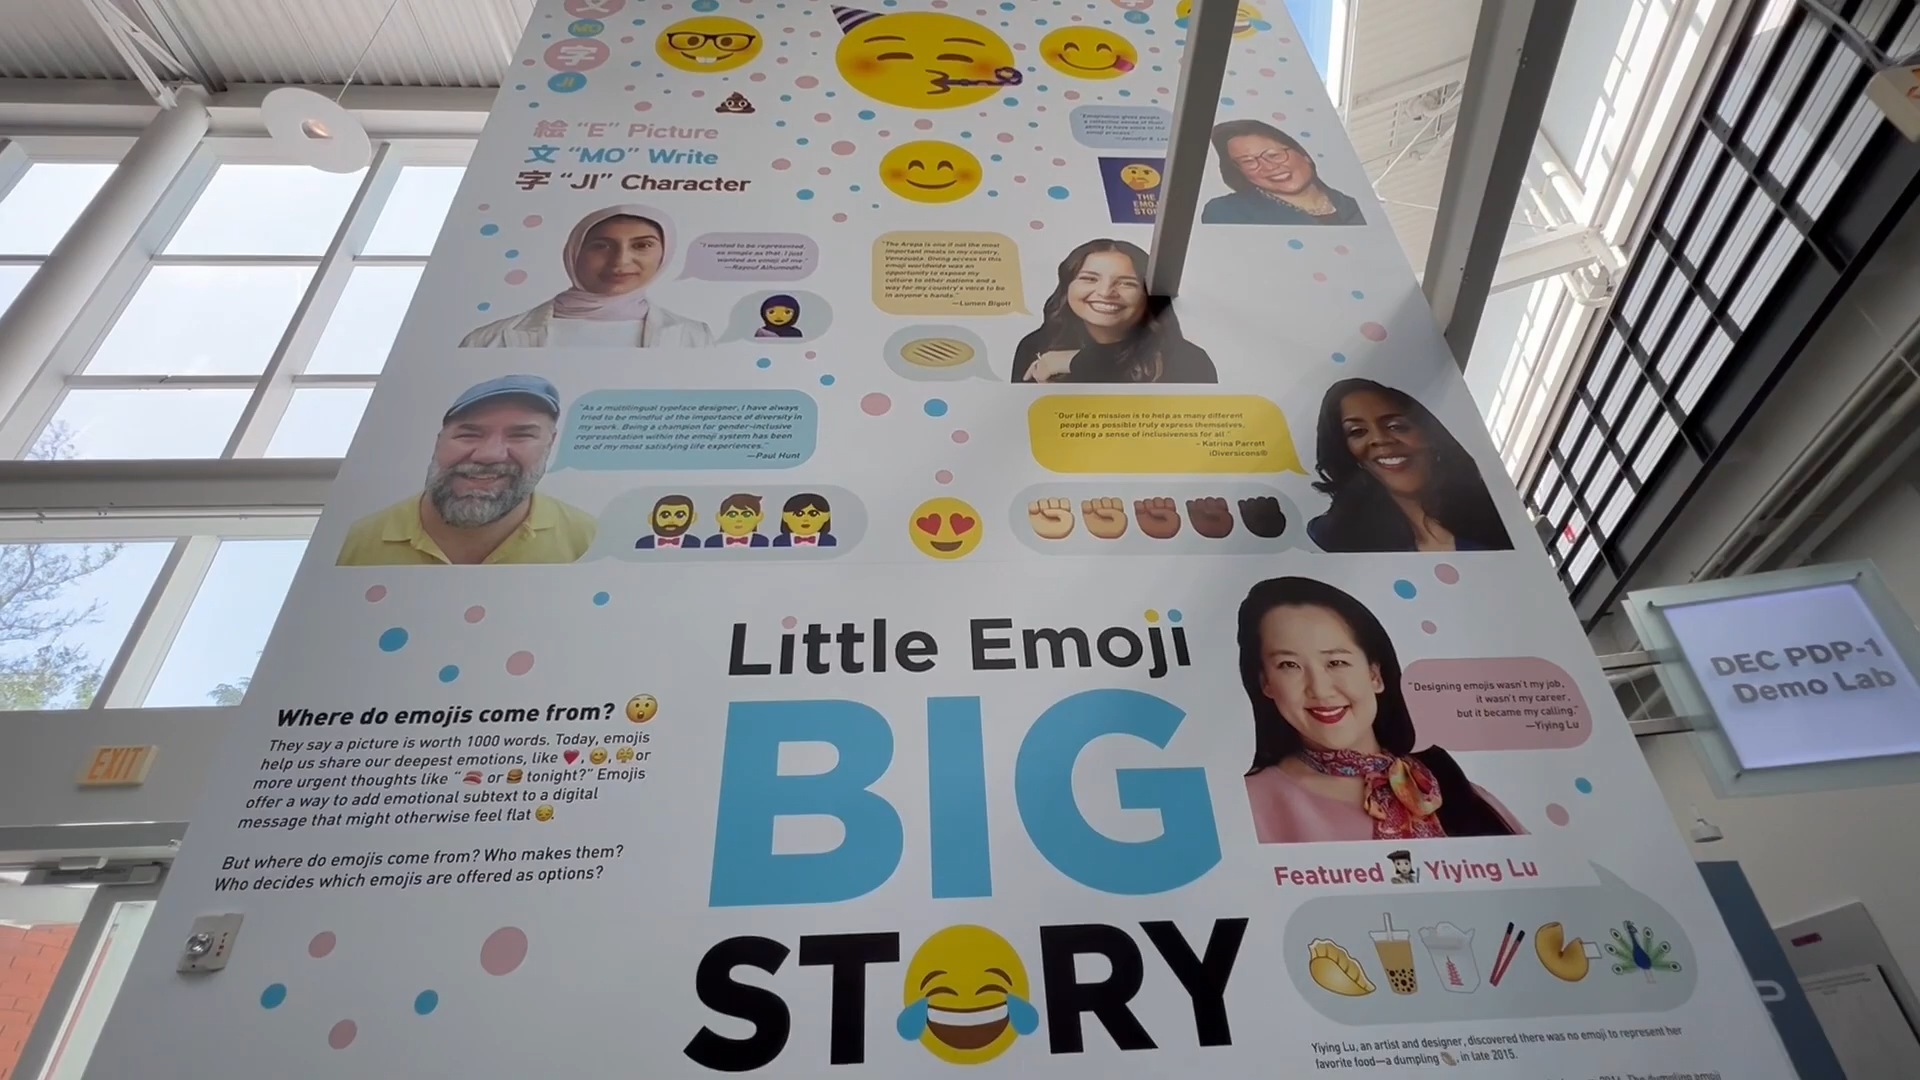 文
MO
字
JI
絵 “E” Picture
文 “MO” Write
字 “JI” Character
THE
"I wanted to be represented,
as simple as that. I just
wanted an emoji of me."
—Rayouf Alhumedhi
"The Arepa is one if not the most
important meals in my country,
Venezuela. Giving access to this
emoji worldwide was an
opportunity to expose my
culture to other nations and a
way for my country's voice to be
in anyone's hands."
—Lumen Bigott
"As a multilingual typeface designer, I have always
tried to be mindful of the importance of diversity in
my work. Being a champion for gender-inclusive
representation within the emoji system has been
one of my most satisfying life experiences."
—Paul Hunt
"Our life's mission is to help as many different
people as possible truly express themselves,
creating a sense of inclusiveness for all."
– Katrina Parrott
iDiversicons®
Little Emoji
BIG
STORY
Where do emojis come from? 😲
They say a picture is worth 1000 words. Today, emojis
help us share our deepest emotions, like ❤️, 😊, 😤 or
more urgent thoughts like “🍣 or 🍔 tonight?” Emojis
offer a way to add emotional subtext to a digital
message that might otherwise feel flat 😔.
But where do emojis come from? Who makes them?
Who decides which emojis are offered as options?
"Designing emojis wasn't my job,
it wasn't my career,
but it became my calling."
—Yiying Lu
Featured Yiying Lu
Yiying Lu, an artist and designer, discovered there was no emoji to represent her
favorite food—a dumpling 🥟, in late 2015.
EXIT
DEC PDP-1
Demo Lab